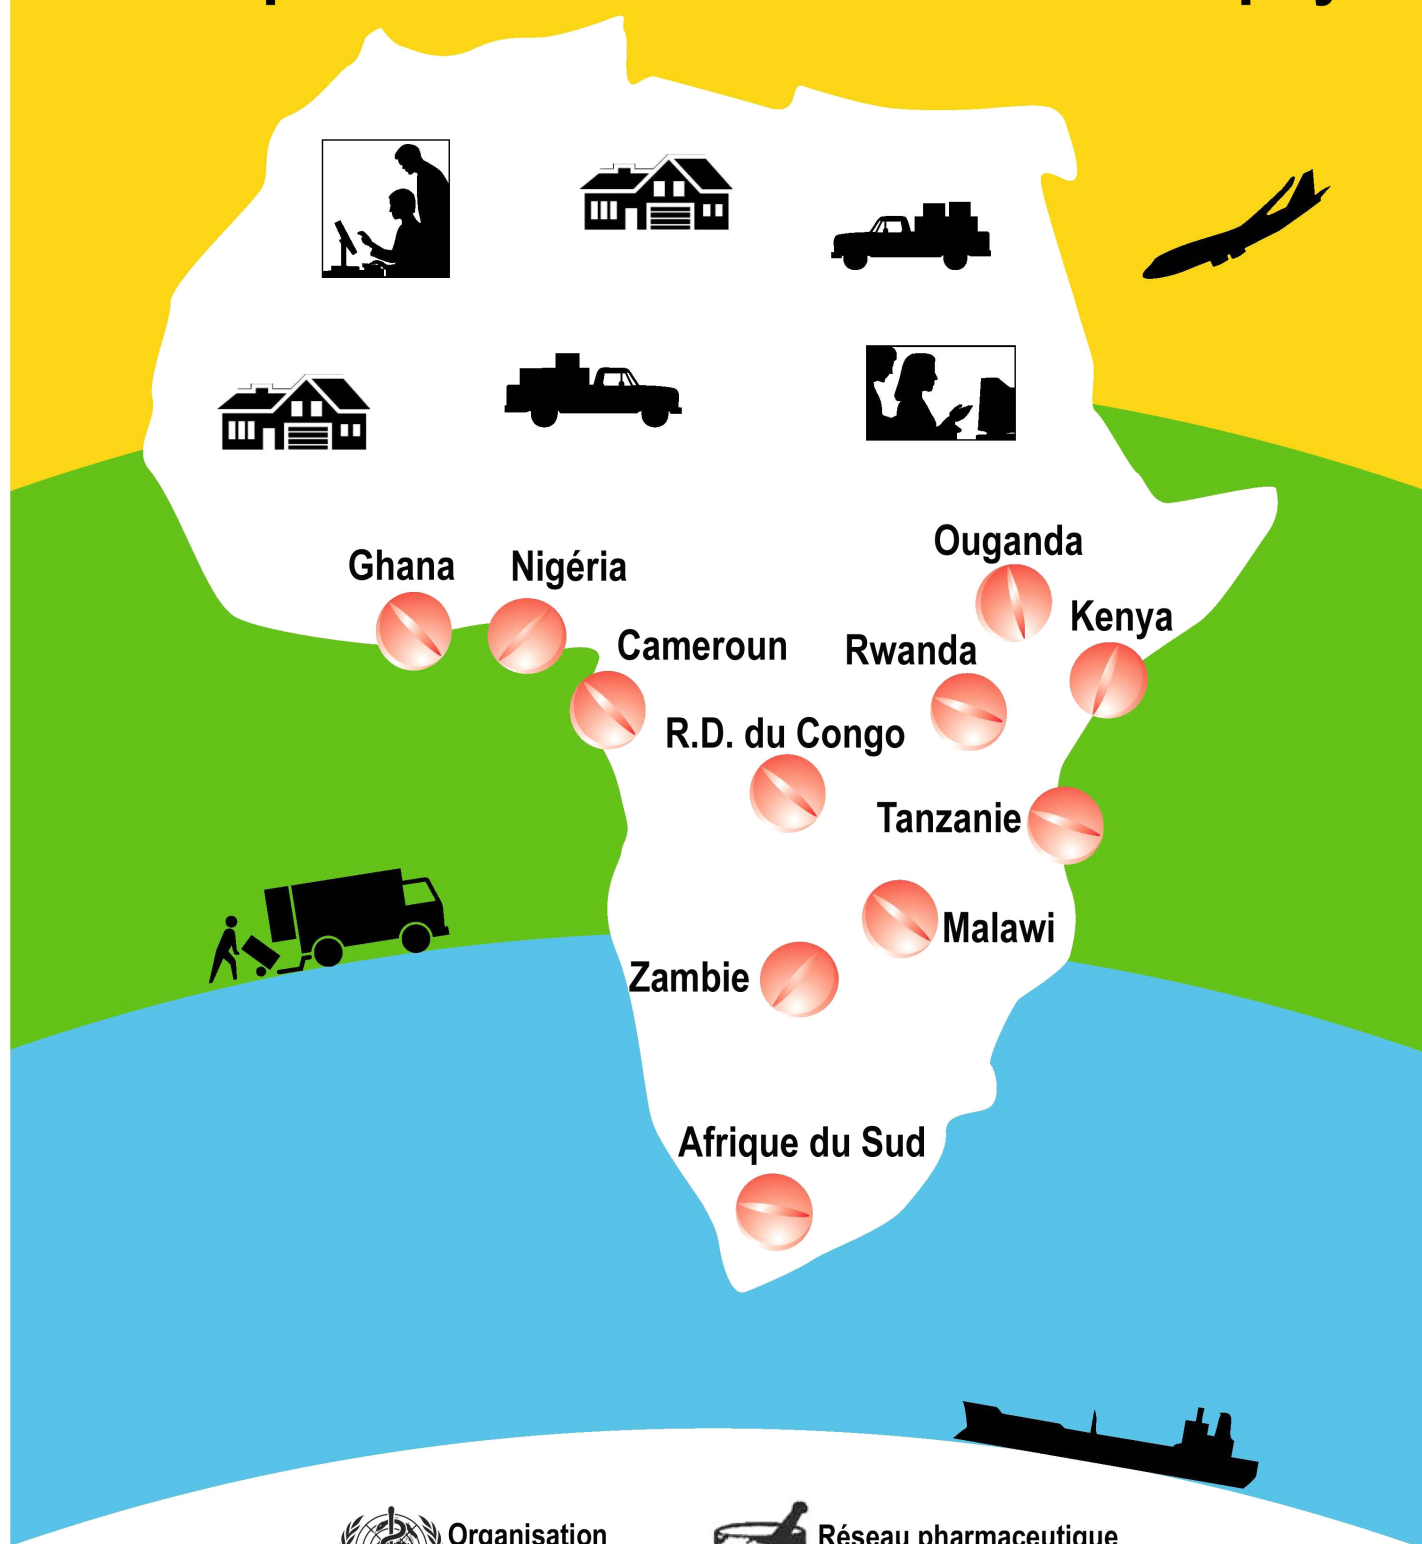 Ouganda
Ghana
Nigéria
Kenya
Cameroun
Rwanda
R.D. du Congo
Tanzanie
Malawi
Zambie
Afrique du Sud
Organisation
Réseau pharmaceutique